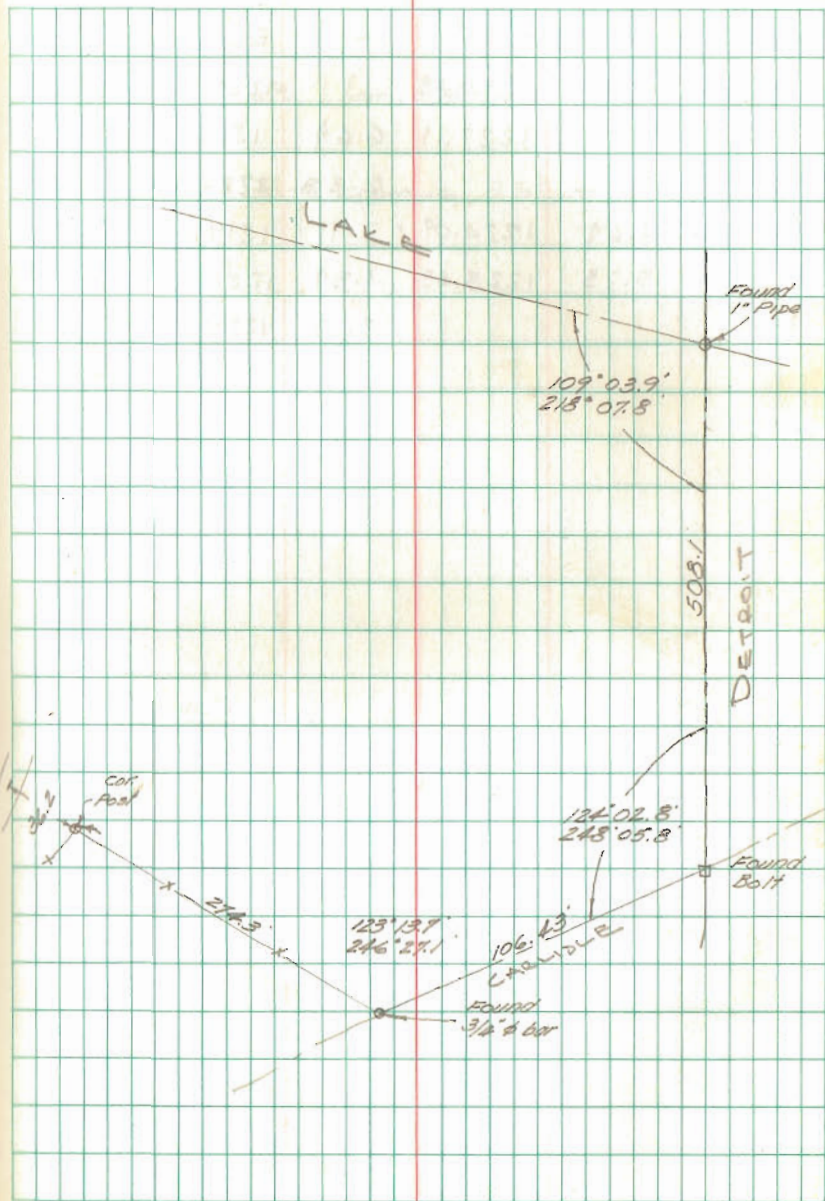 LAKE
Found
1" Pipe
109° 03.9'
218° 07.8'
508.1
DETROIT
Cor.
Post
124° 02.8'
248° 05.8'
Found
Bolt
274.3'
123° 13.7'
246° 27.1'
106.43'
CARLISLE
Found
3/4" ϕ bar